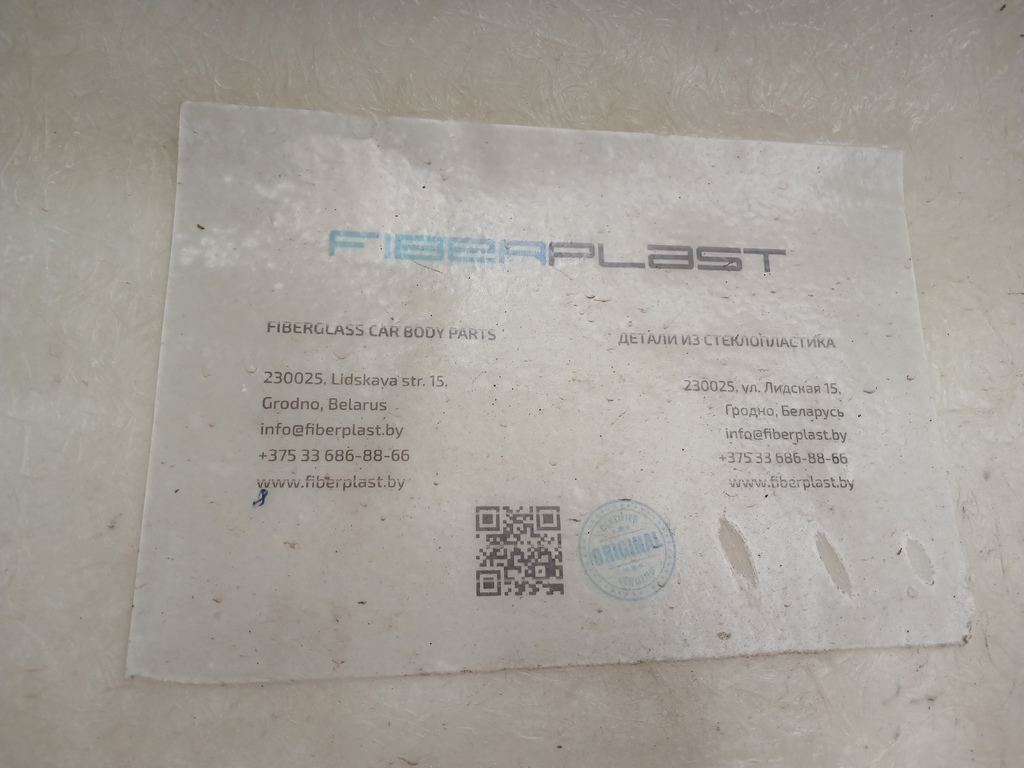 FIBERPLAST
FIBERGLASS CAR BODY PARTS
230025, Lidskaya str. 15,
Grodno, Belarus
info@fiberplast.by
+375 33 686-88-66
www.fiberplast.by
ДЕТАЛИ ИЗ СТЕКЛОПЛАСТИКА
230025, ул. Лидская 15,
Гродно, Беларусь
info@fiberplast.by
+375 33 686-88-66
www.fiberplast.by
ORIGINAL